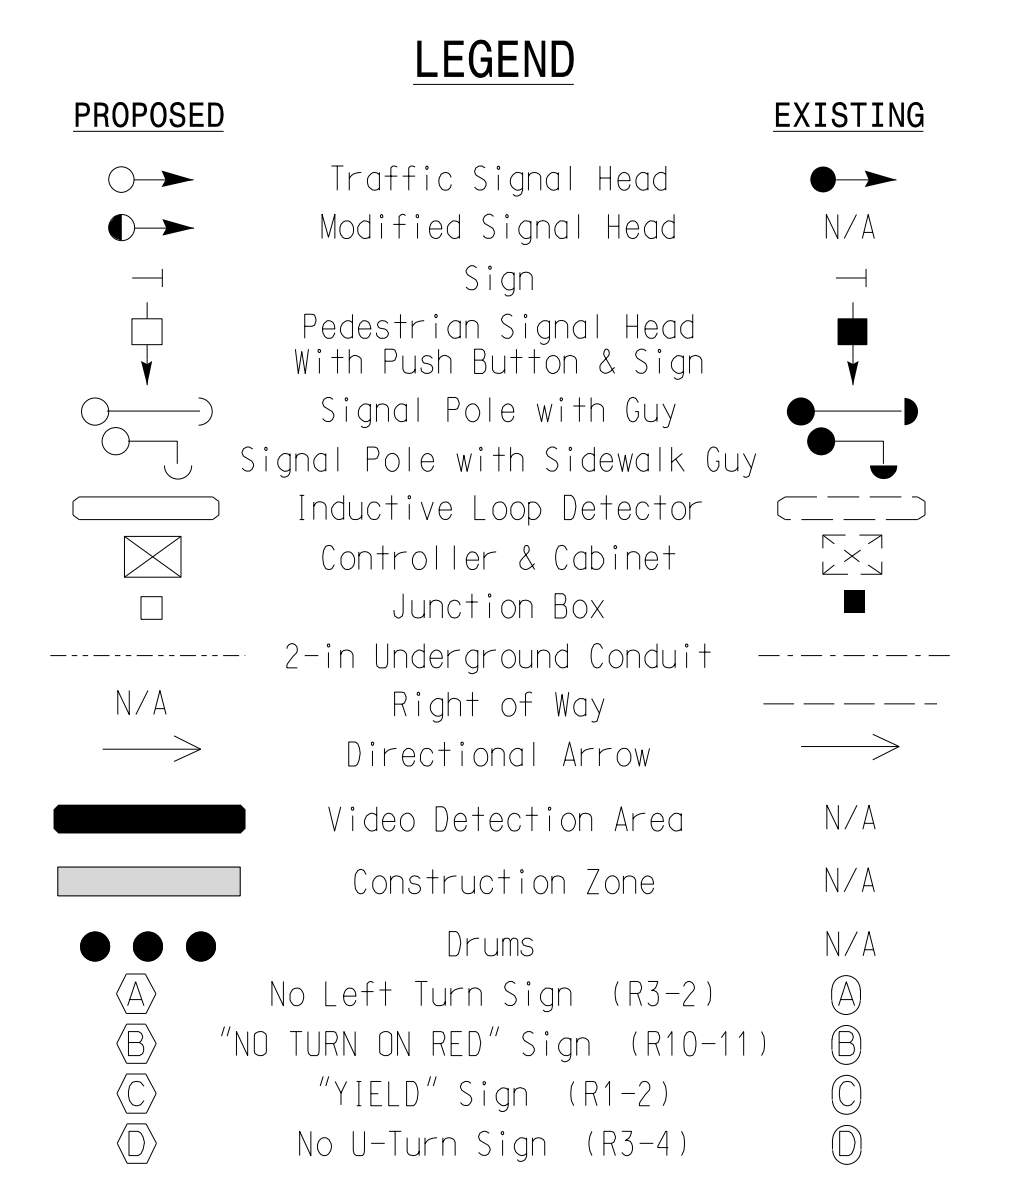 LEGEND
PROPOSED EXISTING
Traffic Signal Head
Modified Signal Head N/A
Sign
Pedestrian Signal Head
With Push Button & Sign
Signal Pole with Guy
Signal Pole with Sidewalk Guy
Inductive Loop Detector
Controller & Cabinet
Junction Box
2-in Underground Conduit
N/A Right of Way
Directional Arrow
Video Detection Area N/A
Construction Zone N/A
Drums N/A
A No Left Turn Sign (R3-2) A
B "NO TURN ON RED" Sign (R10-11) B
C "YIELD" Sign (R1-2) C
D No U-Turn Sign (R3-4) D